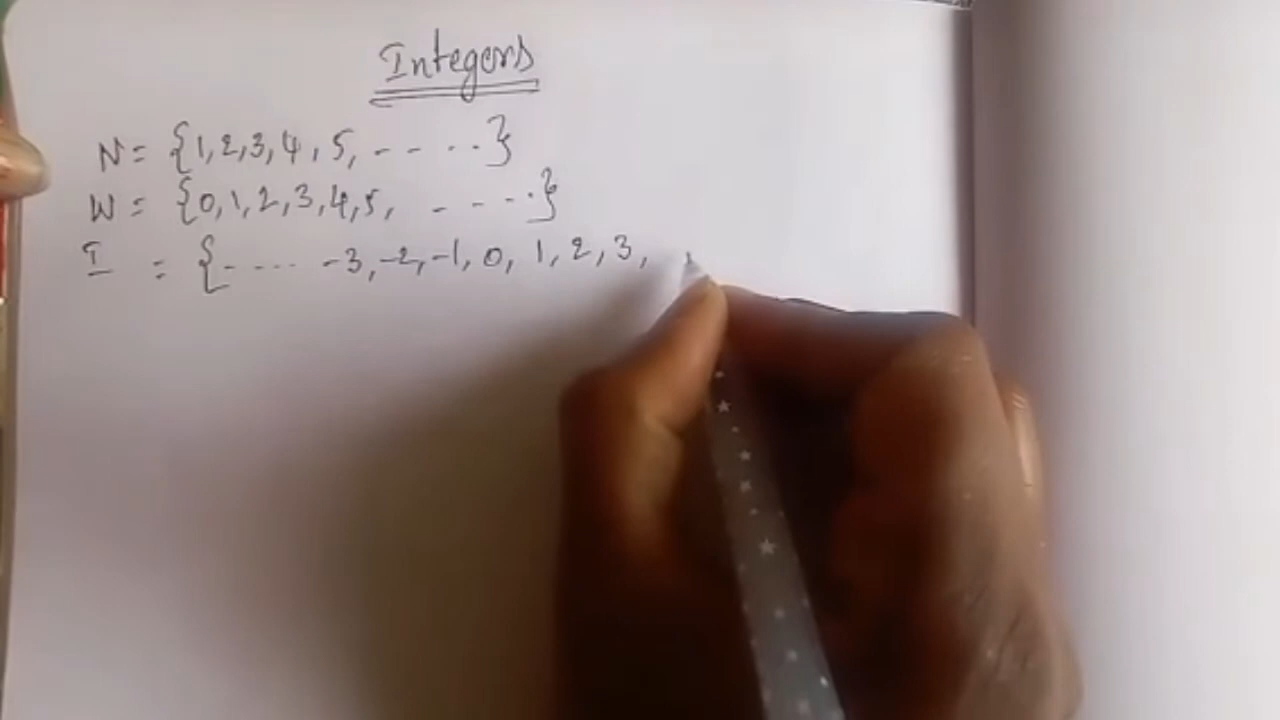 Integers
N = {1,2,3,4,5, - - - ..}
W = {0,1,2,3,4,5, - - - ..}
I = {- .... -3,-2,-1,0,1,2,3,